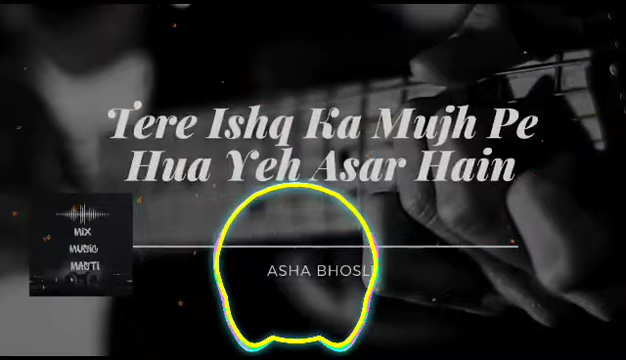 Tere Ishq Ka Mujh Pe
Hua Yeh Asar Hain
MIX
MUSIC
MASTI
ASHA BHOSL